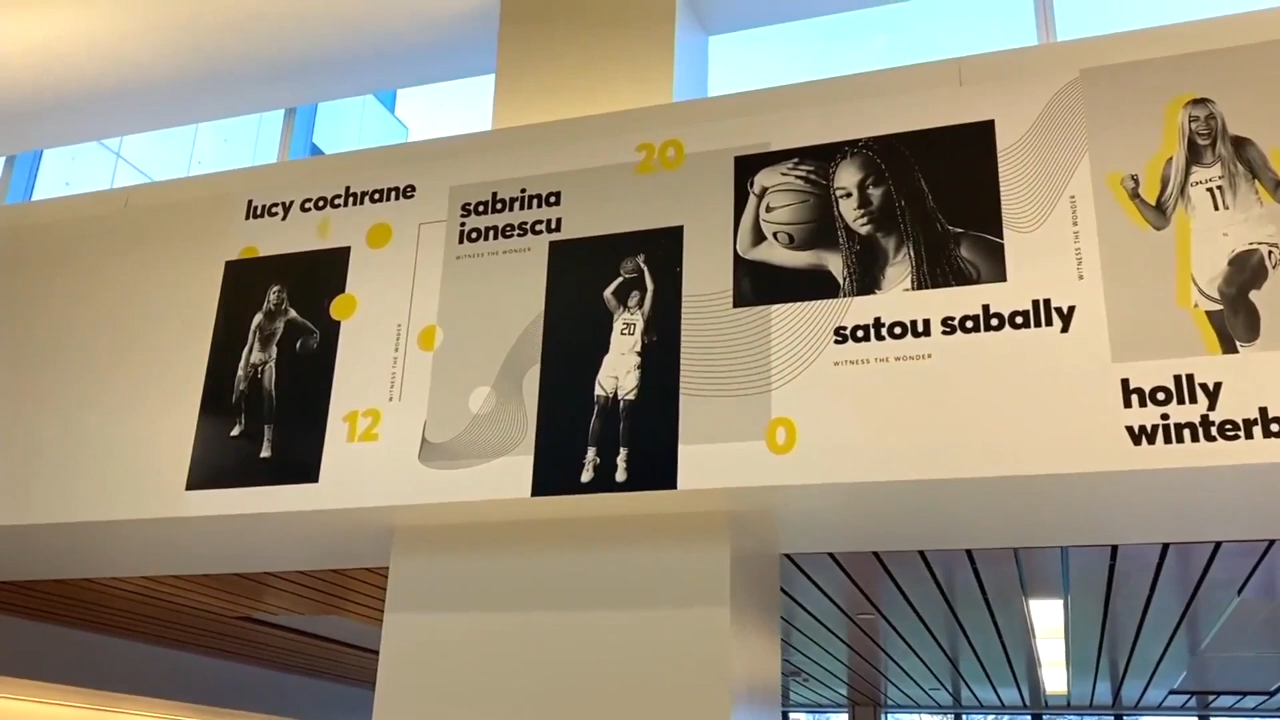 lucy cochrane
12
WITNESS THE WONDER
sabrina
ionescu
WITNESS THE WONDER
20
20
satou sabally
WITNESS THE WONDER
0
WITNESS THE WONDER
DUCKS
11
holly
winterb